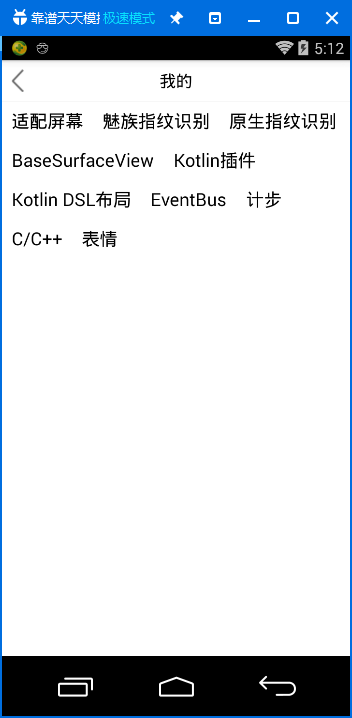 靠谱天天模拟 极速模式
5:12
我的
适配屏幕 魅族指纹识别 原生指纹识别
BaseSurfaceView Kotlin插件
Kotlin DSL布局 EventBus 计步
C/C++ 表情